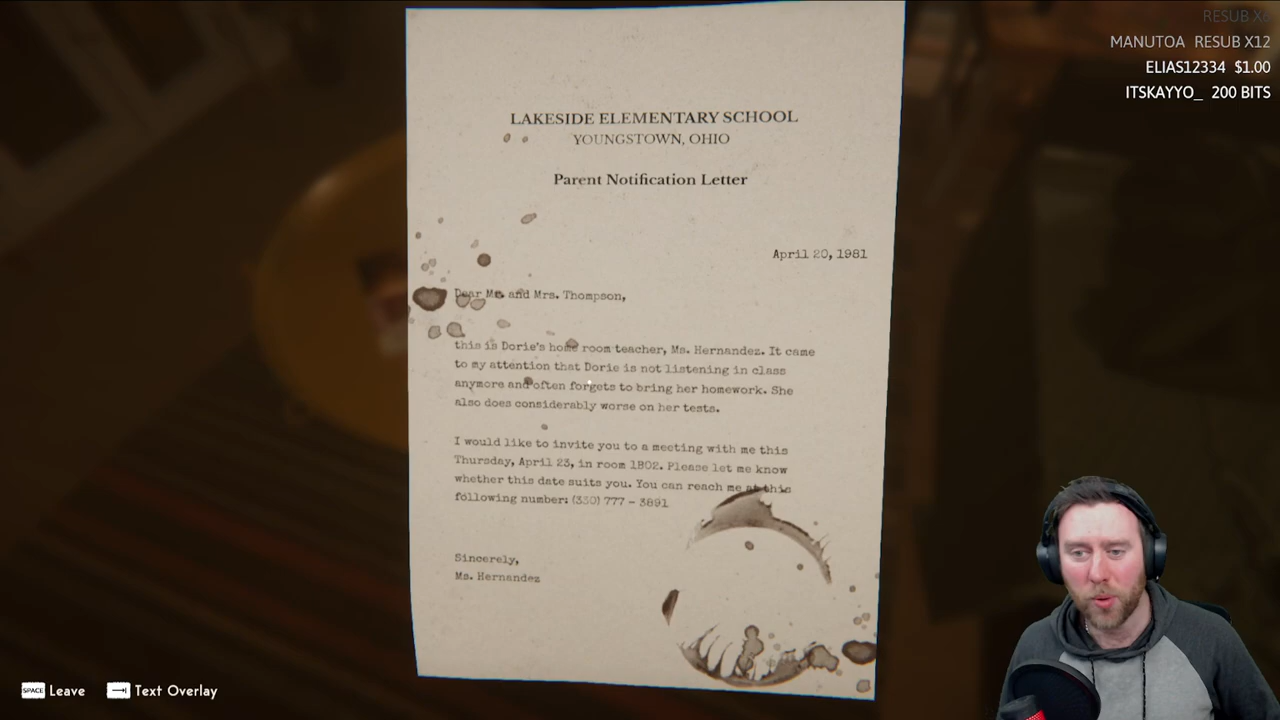 RESUB X6
MANUTOA RESUB X12
ELIAS12334 $1.00
ITSKAYYO_ 200 BITS
LAKESIDE ELEMENTARY SCHOOL
YOUNGSTOWN, OHIO
Parent Notification Letter
April 20, 1981
Dear Mr. and Mrs. Thompson,
this is Dorie's home room teacher, Ms. Hernandez. It came
to my attention that Dorie is not listening in class
anymore and often forgets to bring her homework. She
also does considerably worse on her tests.
I would like to invite you to a meeting with me this
Thursday, April 23, in room 1B02. Please let me know
whether this date suits you. You can reach me at this
following number: (330) 777 - 3891
Sincerely,
Ms. Hernandez
SPACE Leave
Text Overlay